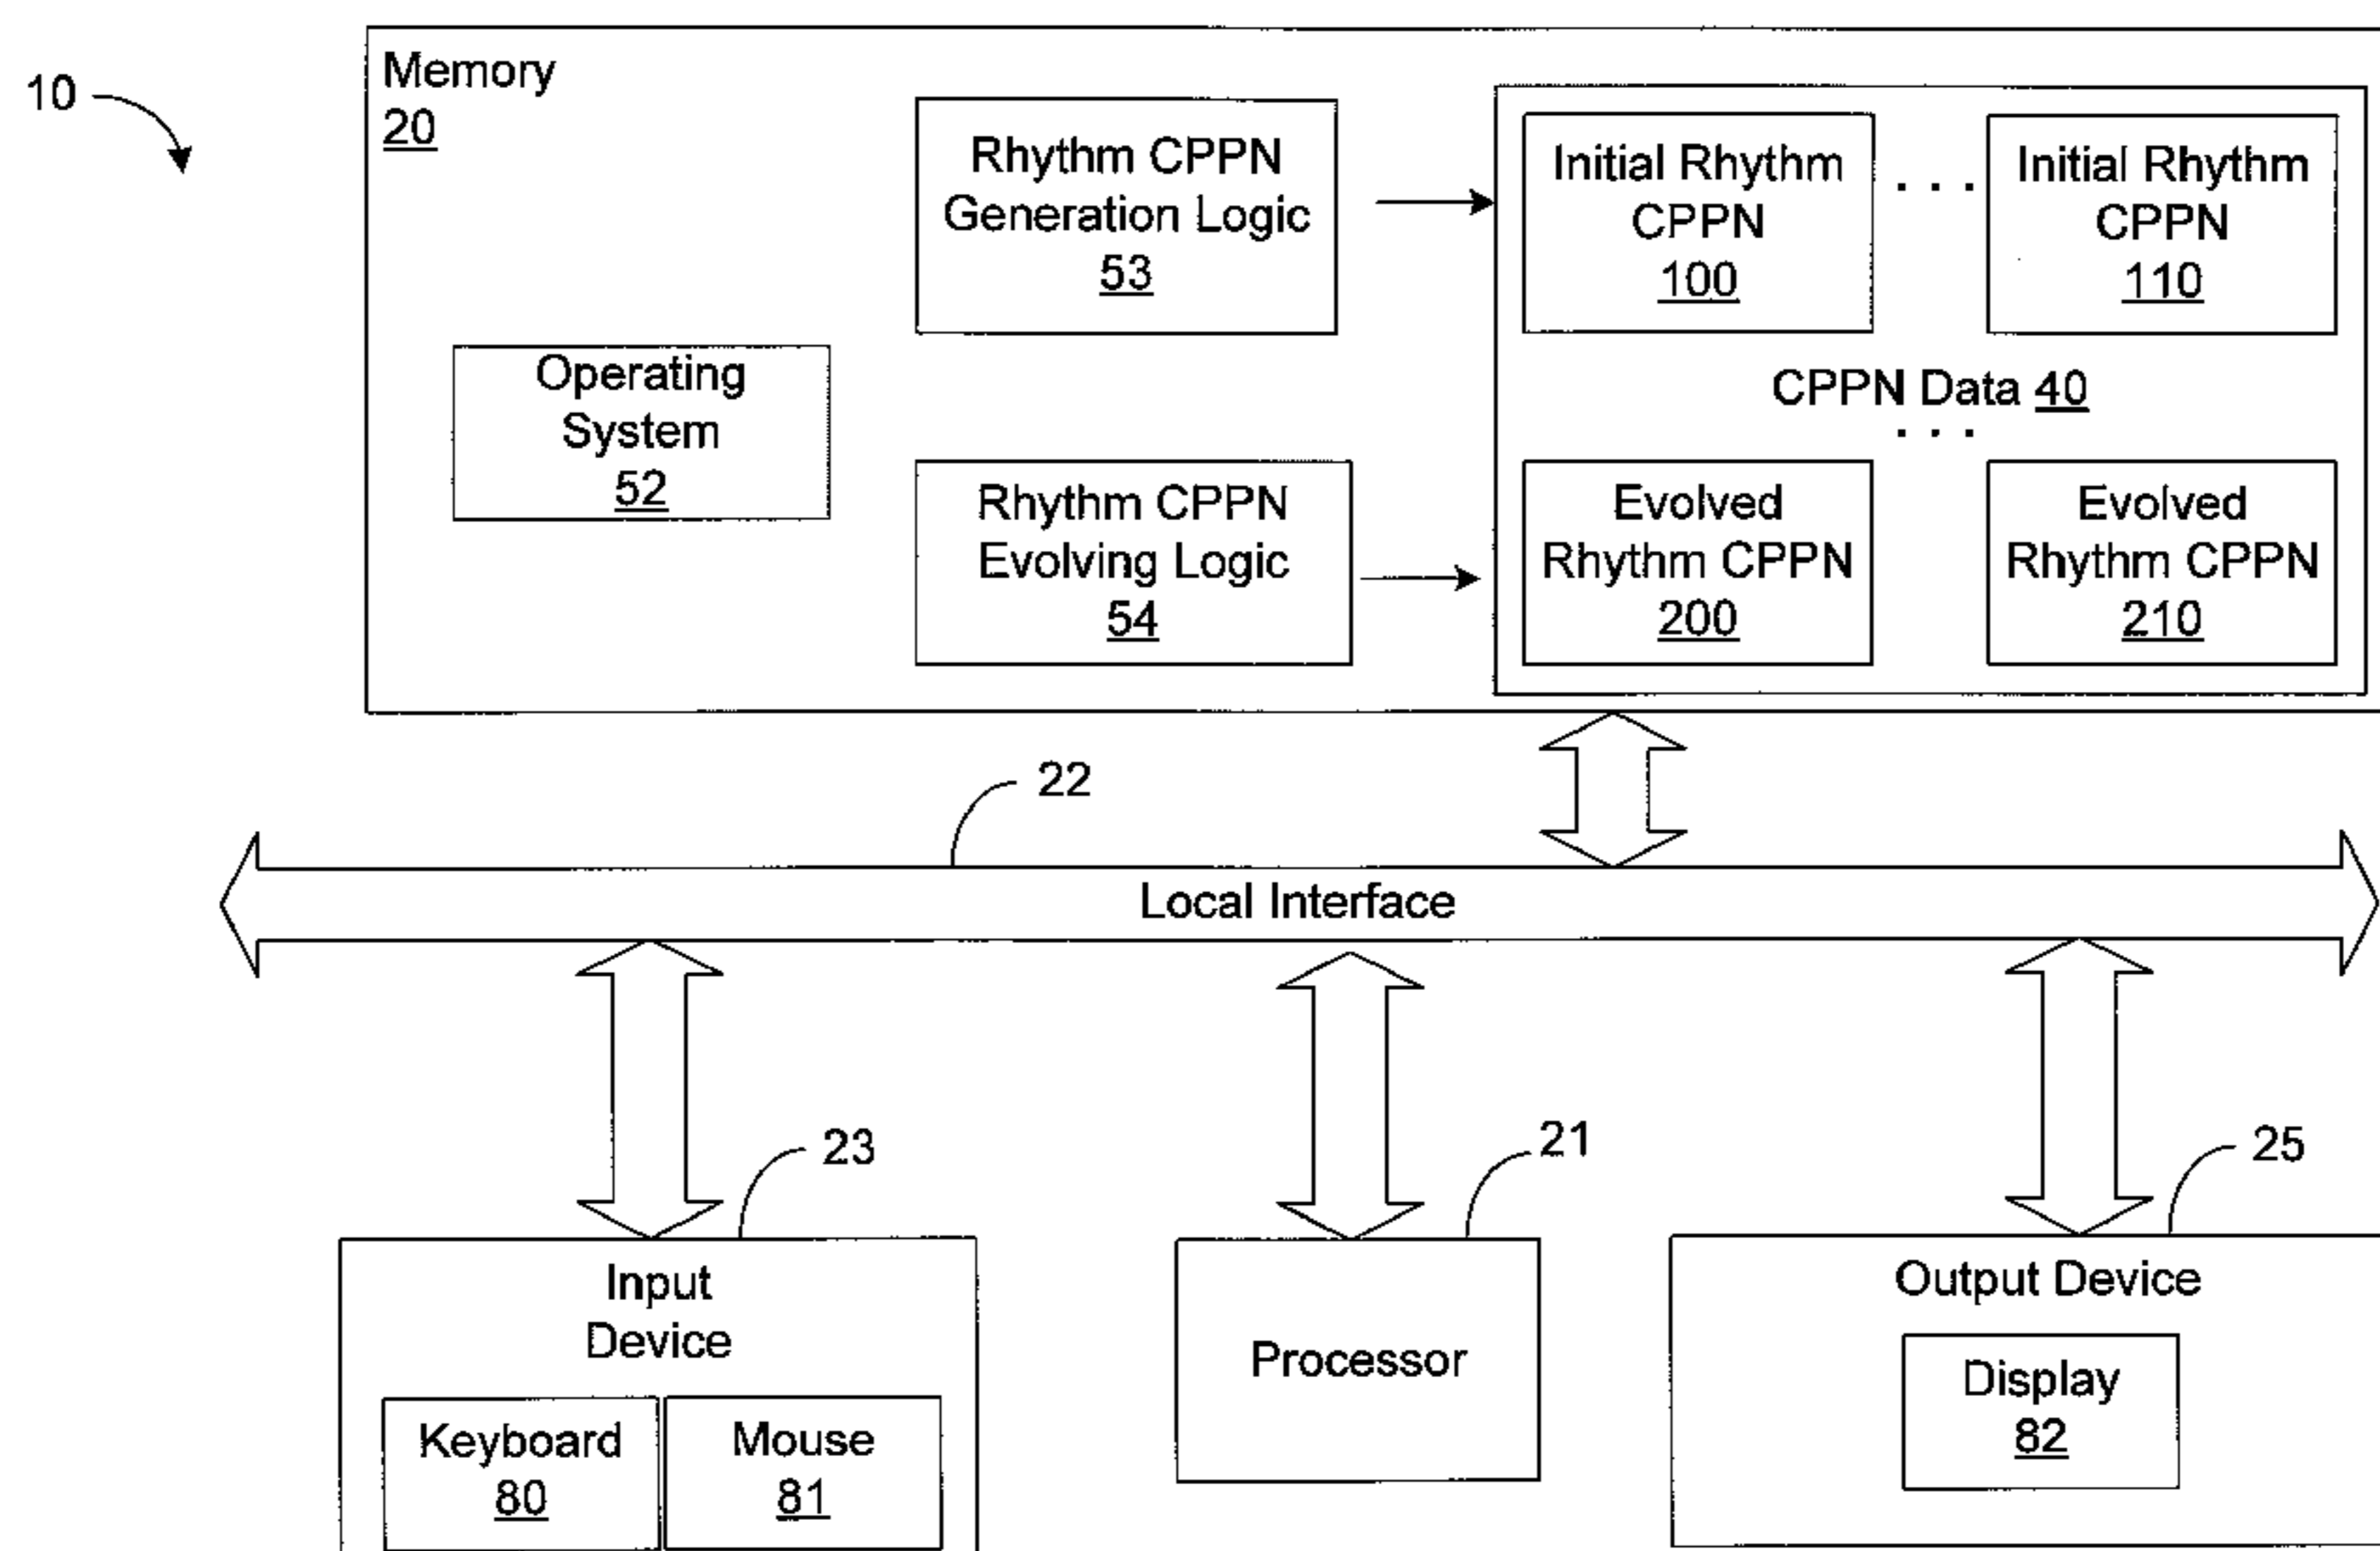 10
Memory
20
Rhythm CPPN
Generation Logic
53
Initial Rhythm
CPPN
100
. . .
Initial Rhythm
CPPN
110
Operating
System
52
CPPN Data 40
. . .
Rhythm CPPN
Evolving Logic
54
Evolved
Rhythm CPPN
200
Evolved
Rhythm CPPN
210
22
Local Interface
23
21
25
Input
Device
Keyboard
80
Mouse
81
Processor
Output Device
Display
82